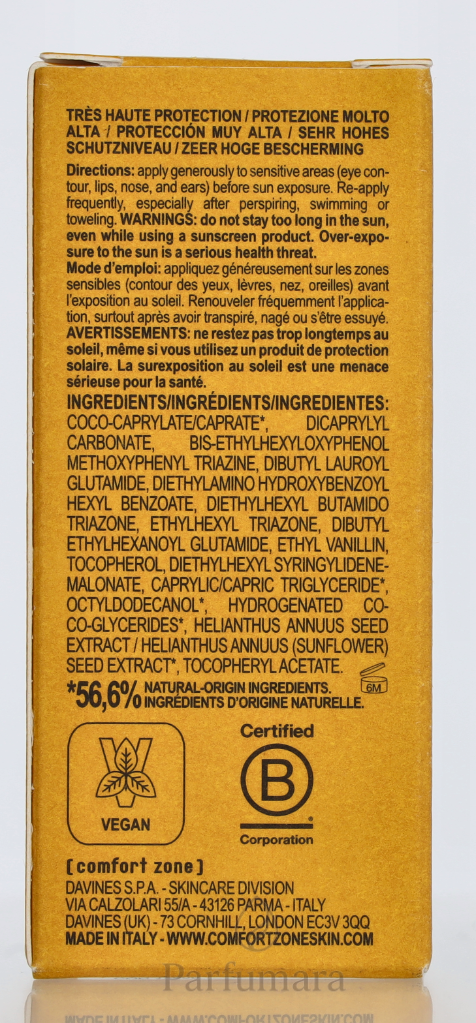 TRÈS HAUTE PROTECTION / PROTEZIONE MOLTO
ALTA / PROTECCIÓN MUY ALTA / SEHR HOHES
SCHUTZNIVEAU / ZEER HOGE BESCHERMING
Directions: apply generously to sensitive areas (eye con-
tour, lips, nose, and ears) before sun exposure. Re-apply
frequently, especially after perspiring, swimming or
toweling. WARNINGS: do not stay too long in the sun,
even while using a sunscreen product. Over-expo-
sure to the sun is a serious health threat.
Mode d'emploi: appliquez généreusement sur les zones
sensibles (contour des yeux, lèvres, nez, oreilles) avant
l'exposition au soleil. Renouveler fréquemment l'applica-
tion, surtout après avoir transpiré, nagé ou s'être essuyé.
AVERTISSEMENTS: ne restez pas trop longtemps au
soleil, même si vous utilisez un produit de protection
solaire. La surexposition au soleil est une menace
sérieuse pour la santé.
INGREDIENTS/INGRÉDIENTS/INGREDIENTES:
COCO-CAPRYLATE/CAPRATE*, DICAPRYLYL
CARBONATE, BIS-ETHYLHEXYLOXYPHENOL
METHOXYPHENYL TRIAZINE, DIBUTYL LAUROYL
GLUTAMIDE, DIETHYLAMINO HYDROXYBENZOYL
HEXYL BENZOATE, DIETHYLHEXYL BUTAMIDO
TRIAZONE, ETHYLHEXYL TRIAZONE, DIBUTYL
ETHYLHEXANOYL GLUTAMIDE, ETHYL VANILLIN,
TOCOPHEROL, DIETHYLHEXYL SYRINGYLIDENE-
MALONATE, CAPRYLIC/CAPRIC TRIGLYCERIDE*,
OCTYLDODECANOL*, HYDROGENATED CO-
CO-GLYCERIDES*, HELIANTHUS ANNUUS SEED
EXTRACT / HELIANTHUS ANNUUS (SUNFLOWER)
SEED EXTRACT*, TOCOPHERYL ACETATE.
6M
*56,6% NATURAL-ORIGIN INGREDIENTS.
INGRÉDIENTS D'ORIGINE NATURELLE.
VEGAN
Certified
B
Corporation
[ comfort zone ]
DAVINES S.P.A. - SKINCARE DIVISION
VIA CALZOLARI 55/A - 43126 PARMA - ITALY
DAVINES (UK) - 73 CORNHILL, LONDON EC3V 3QQ
MADE IN ITALY - WWW.COMFORTZONESKIN.COM
Parfumara